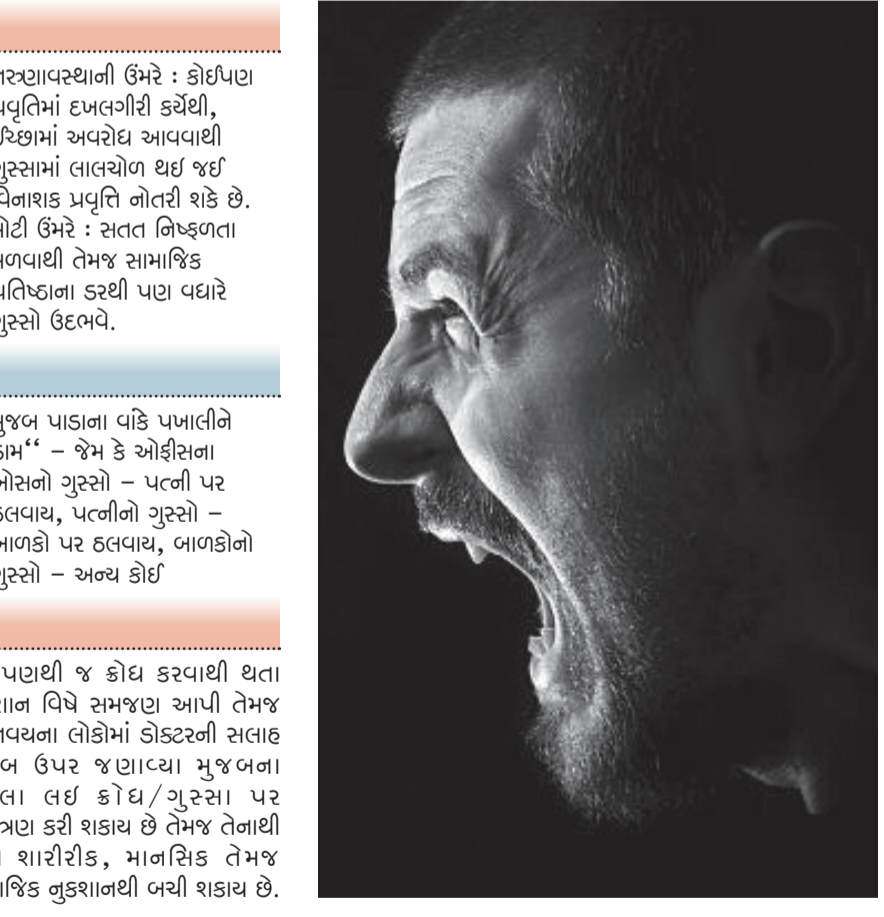 તરૂણાવસ્થાની ઉંમરે : કોઈપણ
પ્રવૃતિમાં દખલગીરી કર્યેથી,
ઈચ્છામાં અવરોધ આવવાથી
ગુસ્સામાં લાલચોળ થઇ જઈ
વિનાશક પ્રવૃત્તિ નોતરી શકે છે.
મોટી ઉંમરે : સતત નિષ્ફળતા
મળવાથી તેમજ સામાજિક
પ્રતિષ્ઠાના ડરથી પણ વધારે
ગુસ્સો ઉદભવે.
મુજબ પાડાના વાંકે પખાલીને
ડામ“ – જેમ કે ઓફીસના
બોસનો ગુસ્સો – પત્ની પર
ઠલવાય, પત્નીનો ગુસ્સો –
બાળકો પર ઠલવાય, બાળકોનો
ગુસ્સો – અન્ય કોઈ
પણથી જ ક્રોધ કરવાથી થતા
શાન વિષે સમજણ આપી તેમજ
વયના લોકોમાં ડોક્ટરની સલાહ
બ ઉપર જણાવ્યા મુજબના
લા લઇ ક્રોધ/ગુસ્સા પર
ત્રણ કરી શકાય છે તેમજ તેનાથી
શારીરીક, માનસિક તેમજ
જિક નુકશાનથી બચી શકાય છે.